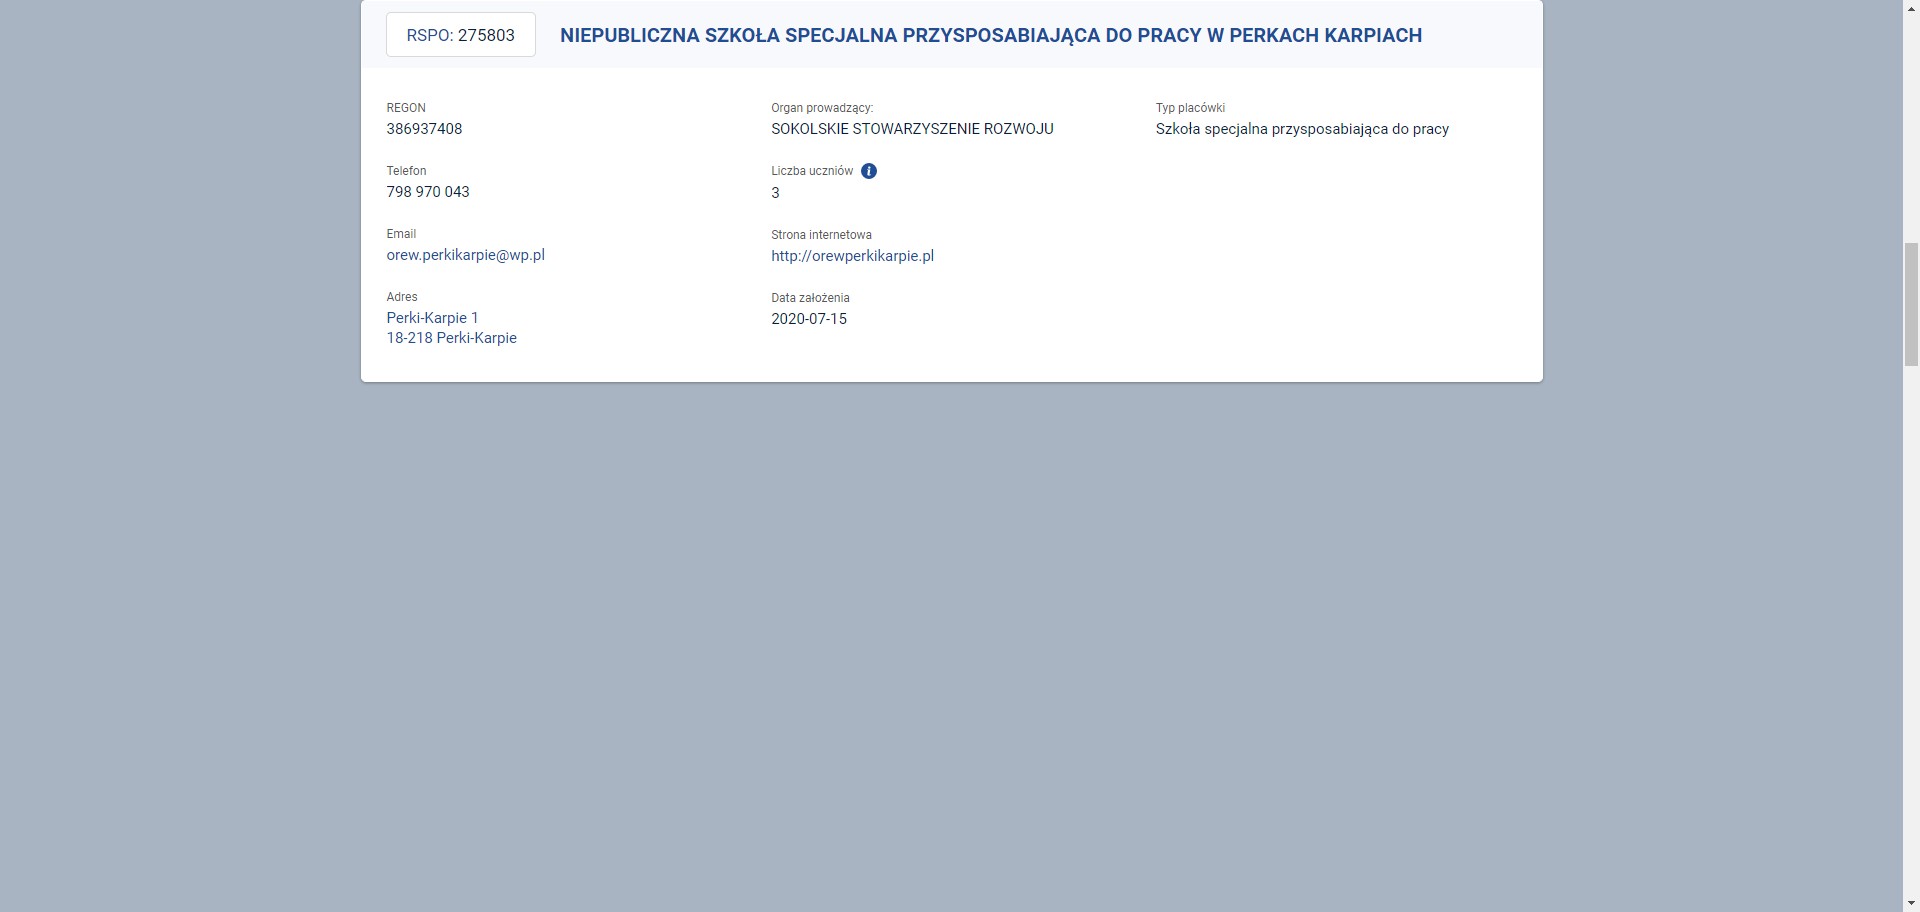 RSPO: 275803
NIEPUBLICZNA SZKOŁA SPECJALNA PRZYSPOSABIAJĄCA DO PRACY W PERKACH KARPIACH
REGON
386937408
Telefon
798 970 043
Email
orew.perkikarpie@wp.pl
Adres
Perki-Karpie 1
18-218 Perki-Karpie
Organ prowadzący:
SOKOLSKIE STOWARZYSZENIE ROZWOJU
Liczba uczniów i
3
Strona internetowa
http://orewperkikarpie.pl
Data założenia
2020-07-15
Typ placówki
Szkoła specjalna przysposabiająca do pracy